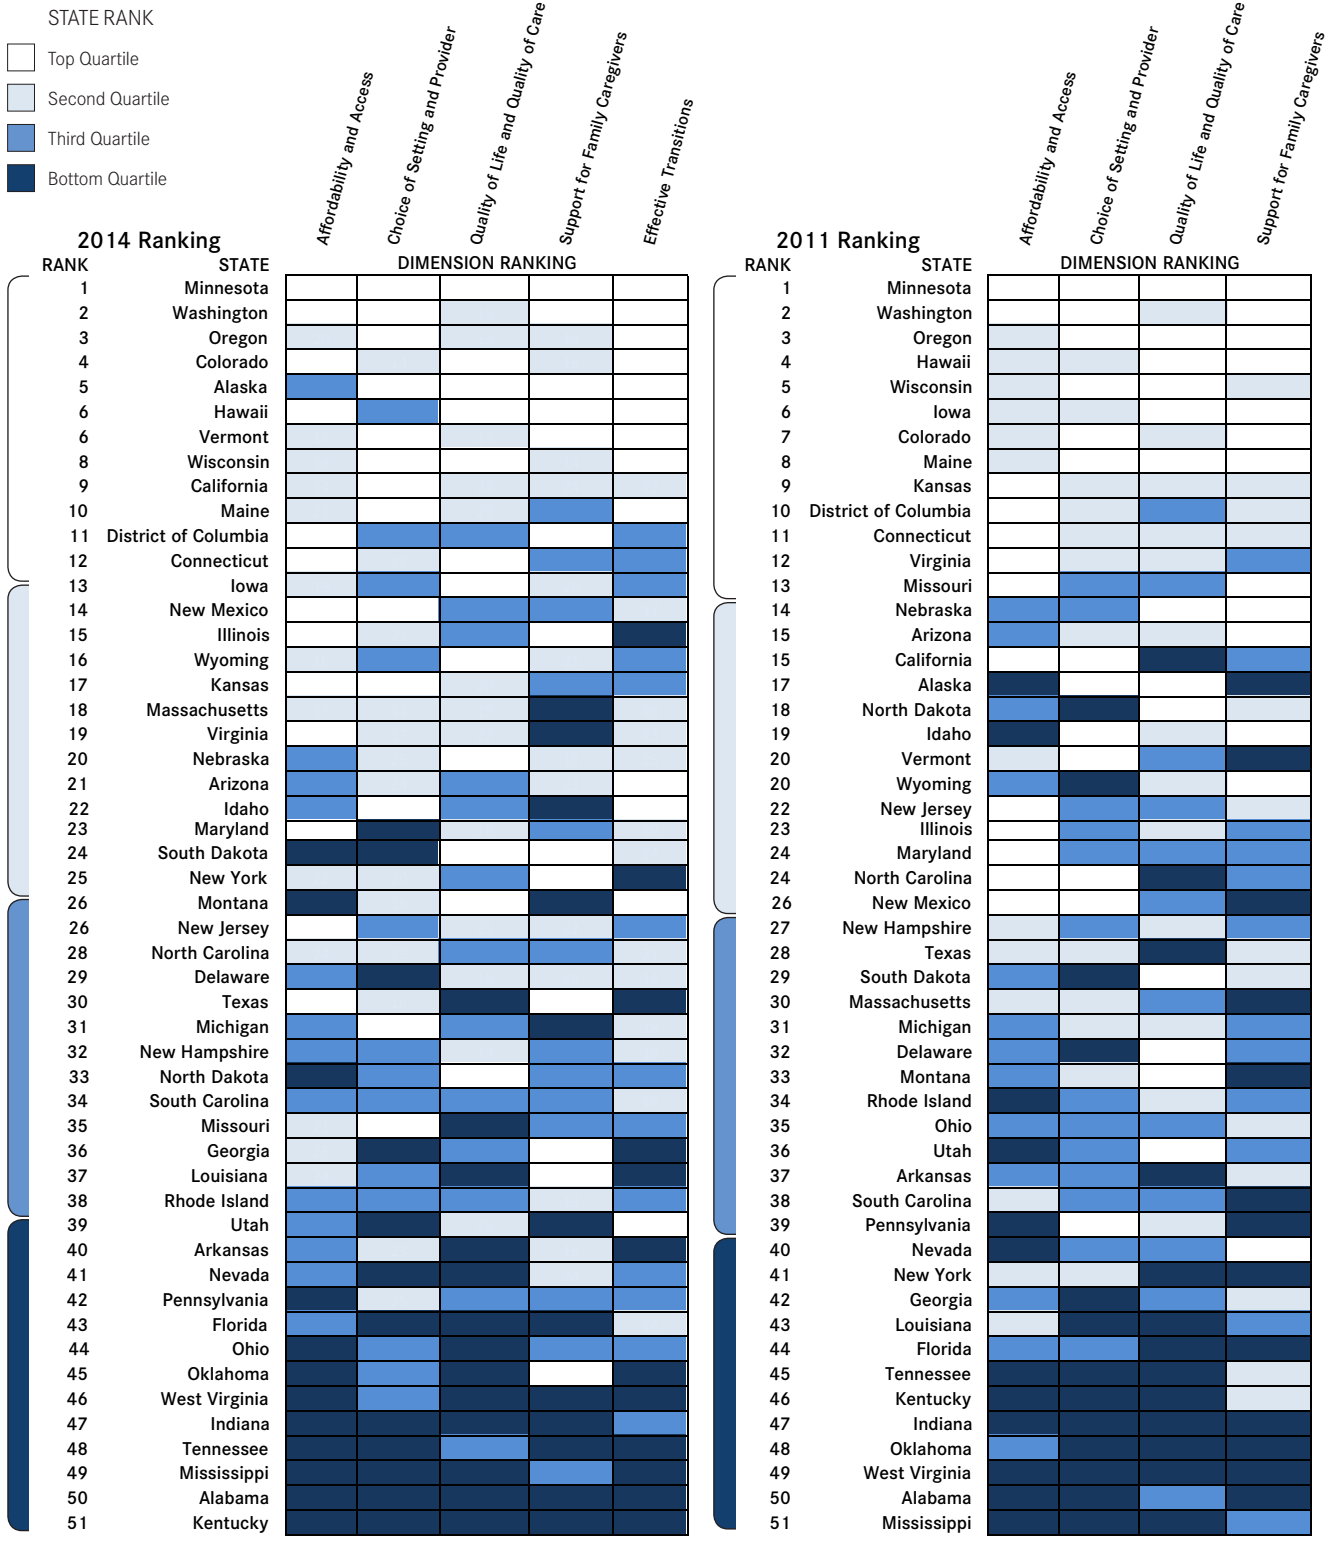 STATE RANK
Top Quartile
Second Quartile
Third Quartile
Bottom Quartile
2014 Ranking
Affordability and Access
Choice of Setting and Provider
Quality of Life and Quality of Care
Support for Family Caregivers
Effective Transitions
RANK STATE DIMENSION RANKING
1 Minnesota
2 Washington
3 Oregon
4 Colorado
5 Alaska
6 Hawaii
6 Vermont
8 Wisconsin
9 California
10 Maine
11 District of Columbia
12 Connecticut
13 Iowa
14 New Mexico
15 Illinois
16 Wyoming
17 Kansas
18 Massachusetts
19 Virginia
20 Nebraska
21 Arizona
22 Idaho
23 Maryland
24 South Dakota
25 New York
26 Montana
26 New Jersey
28 North Carolina
29 Delaware
30 Texas
31 Michigan
32 New Hampshire
33 North Dakota
34 South Carolina
35 Missouri
36 Georgia
37 Louisiana
38 Rhode Island
39 Utah
40 Arkansas
41 Nevada
42 Pennsylvania
43 Florida
44 Ohio
45 Oklahoma
46 West Virginia
47 Indiana
48 Tennessee
49 Mississippi
50 Alabama
51 Kentucky
2011 Ranking
Affordability and Access
Choice of Setting and Provider
Quality of Life and Quality of Care
Support for Family Caregivers
RANK STATE DIMENSION RANKING
1 Minnesota
2 Washington
3 Oregon
4 Hawaii
5 Wisconsin
6 Iowa
7 Colorado
8 Maine
9 Kansas
10 District of Columbia
11 Connecticut
12 Virginia
13 Missouri
14 Nebraska
15 Arizona
15 California
17 Alaska
18 North Dakota
19 Idaho
20 Vermont
20 Wyoming
22 New Jersey
23 Illinois
24 Maryland
24 North Carolina
26 New Mexico
27 New Hampshire
28 Texas
29 South Dakota
30 Massachusetts
31 Michigan
32 Delaware
33 Montana
34 Rhode Island
35 Ohio
36 Utah
37 Arkansas
38 South Carolina
39 Pennsylvania
40 Nevada
41 New York
42 Georgia
43 Louisiana
44 Florida
45 Tennessee
46 Kentucky
47 Indiana
48 Oklahoma
49 West Virginia
50 Alabama
51 Mississippi